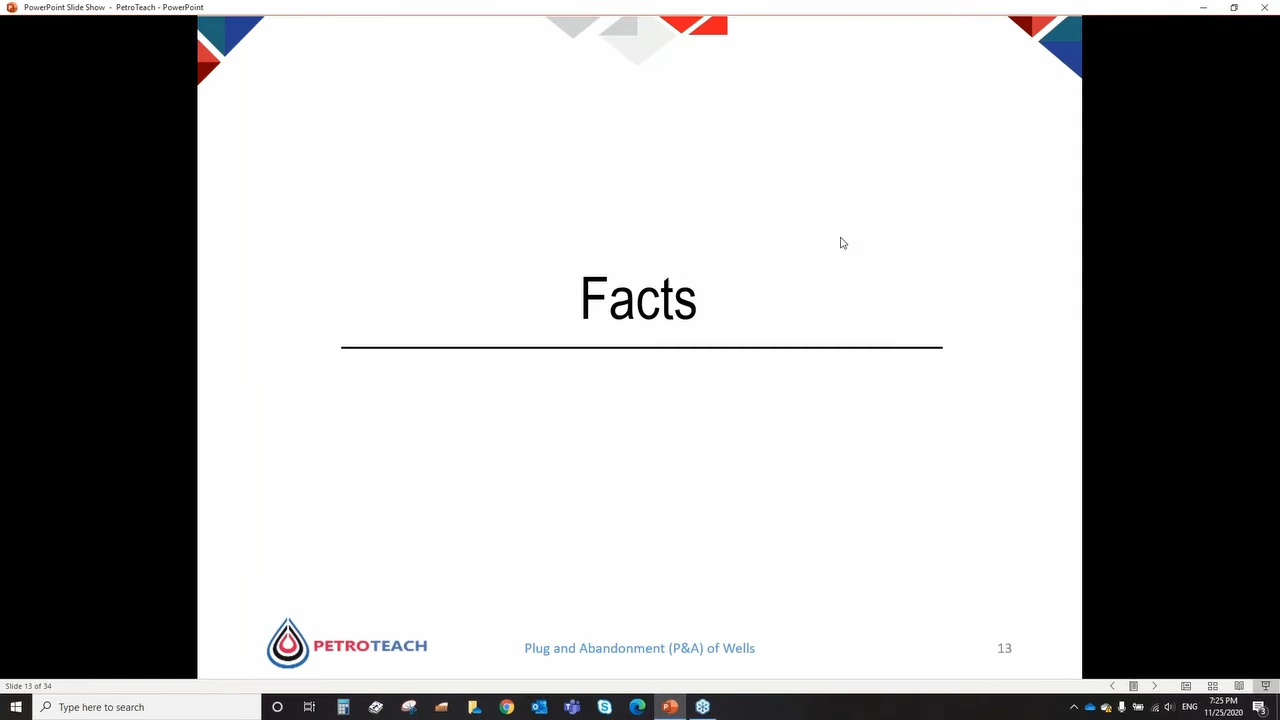 PowerPoint Slide Show - PetroTeach - PowerPoint
Facts
PETROTEACH
Plug and Abandonment (P&A) of Wells
13
Slide 13 of 34
Type here to search
ENG
7:25 PM
11/25/2020
3